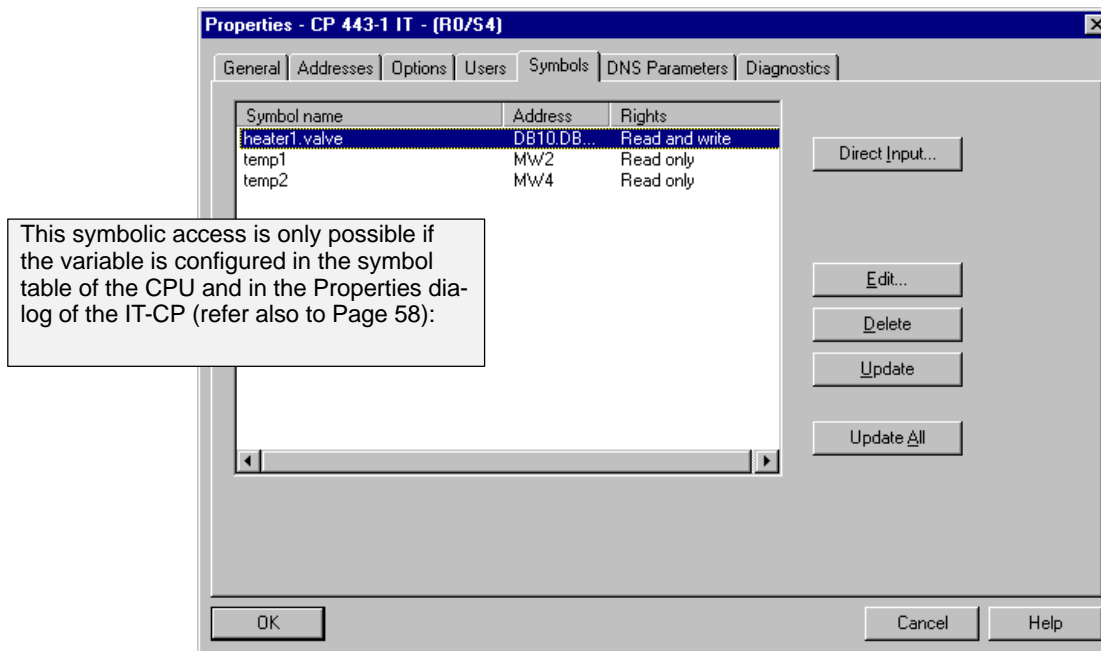 Properties - CP 443-1 IT - (R0/S4)
General Addresses Options Users Symbols DNS Parameters Diagnostics
Symbol name Address Rights
heater1.valve DB10.DB... Read and write
temp1 MW2 Read only
temp2 MW4 Read only
Direct Input...
This symbolic access is only possible if
the variable is configured in the symbol
table of the CPU and in the Properties dia-
log of the IT-CP (refer also to Page 58):
Edit...
Delete
Update
Update All
OK Cancel Help